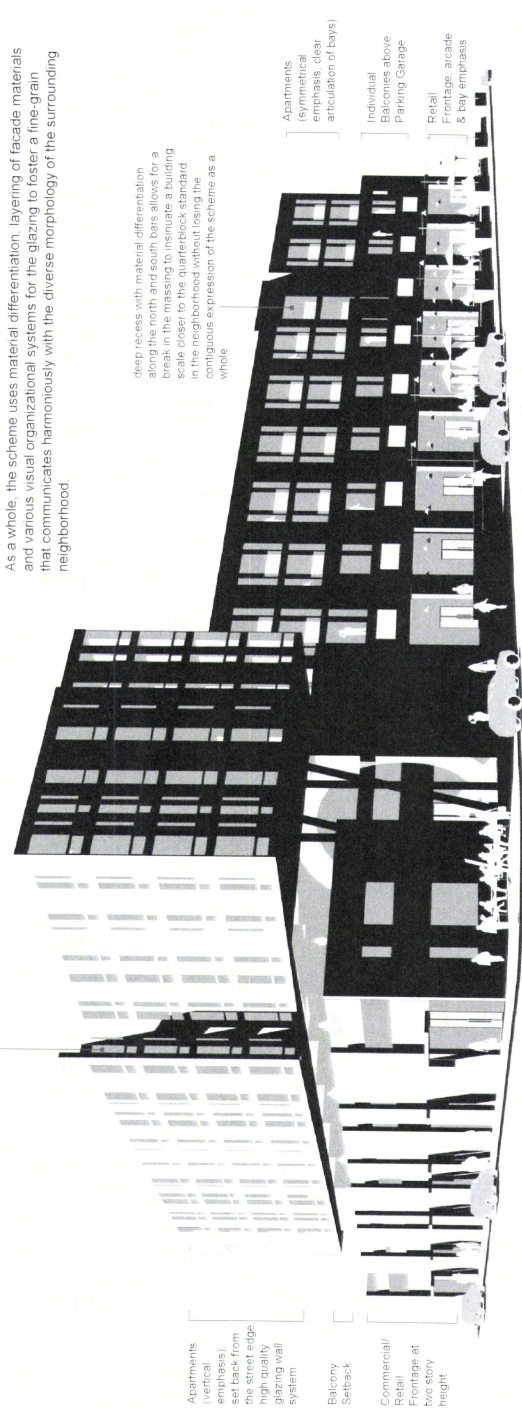 As a whole, the scheme uses material differentiation, layering of facade materials
and various visual organizational systems for the glazing to foster a fine-grain
that communicates harmoniously with the diverse morphology of the surrounding
neighborhood.
deep recess with material differentiation
along the north and south bars allows for a
break in the massing to insinuate a building
scale closer to the quarterblock standard
in the neighborhood without losing the
contiguous expression of the scheme as a
whole
Apartments
(vertical
emphasis),
set back from
the street edge,
high quality
glazing wall
system
Balcony
Setback
Commercial/
Retail
Frontage at
two story
height
Apartments
(symmetrical
emphasis, clear
articulation of bays)
Individual
Balconies above
Parking Garage
Retail
Frontage, arcade
& bay emphasis